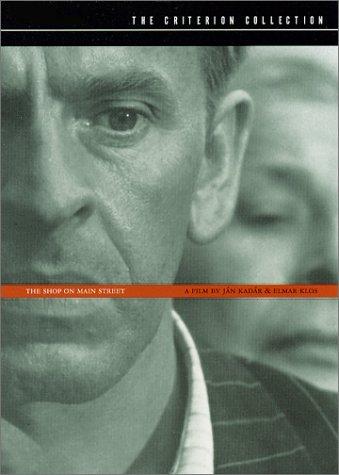 THE CRITERION COLLECTION
THE SHOP ON MAIN STREET
A FILM BY JÁN KADÁR & ELMAR KLOS